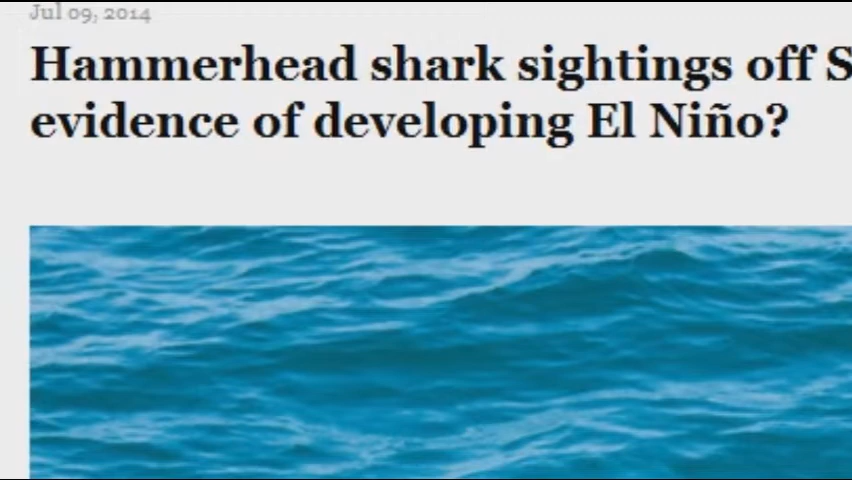 Jul 09, 2014
Hammerhead shark sightings off S
evidence of developing El Niño?